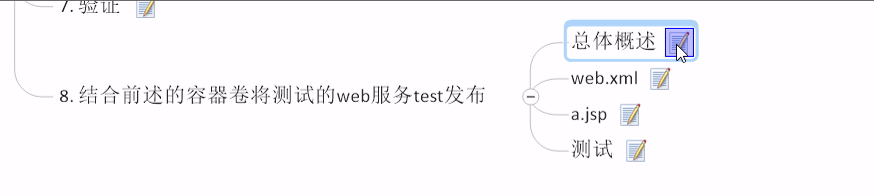 7. 验证
8. 结合前述的容器卷将测试的web服务test发布
总体概述
web.xml
a.jsp
测试